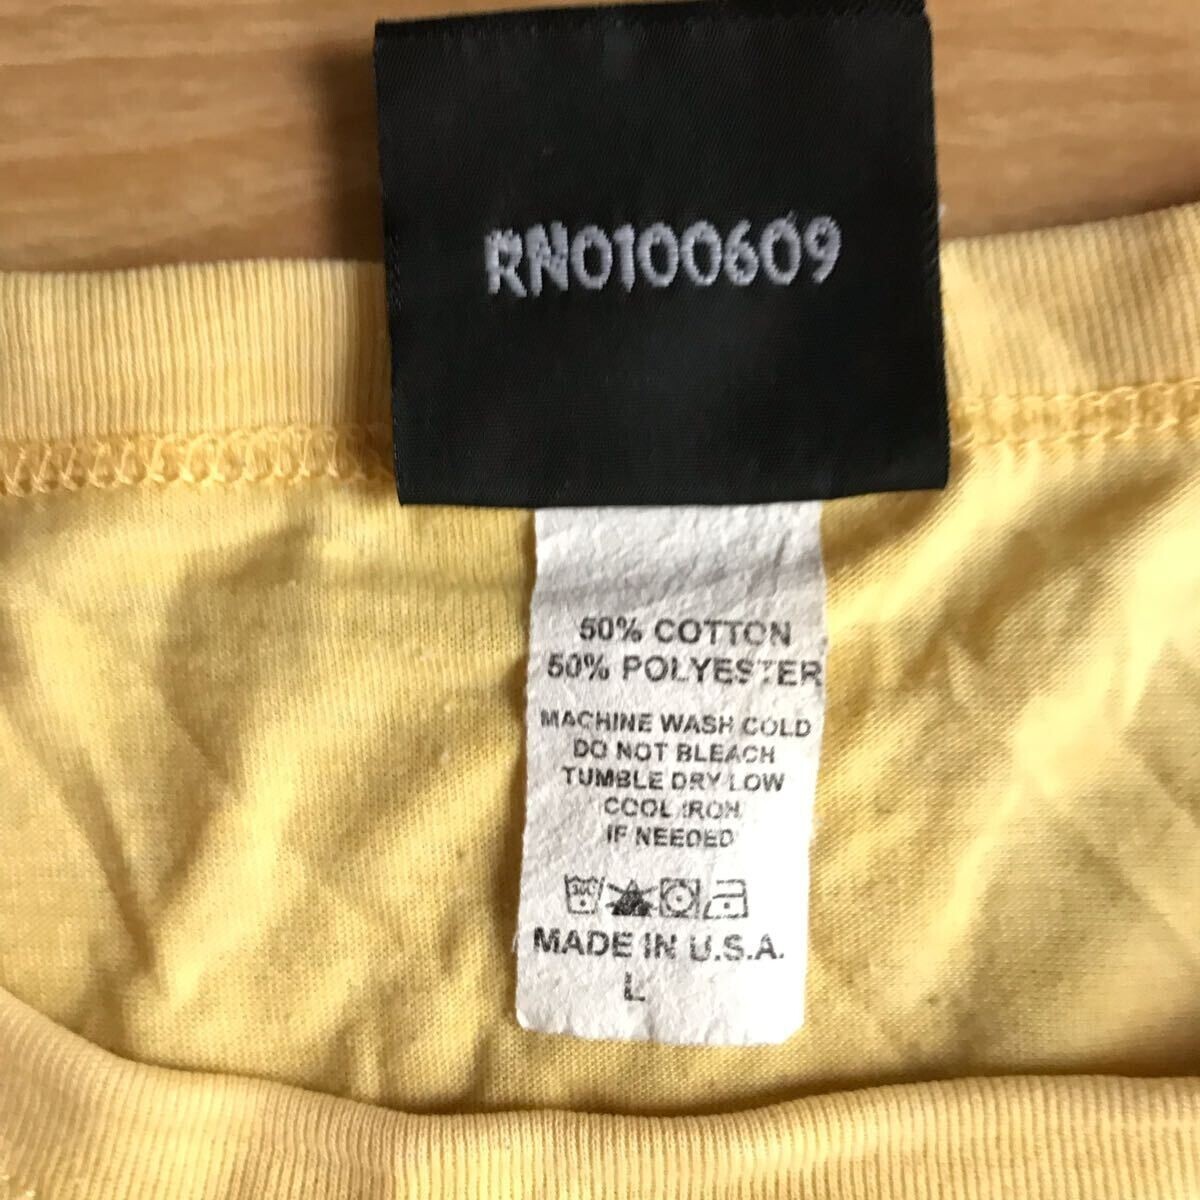 RN0100609
50% COTTON
50% POLYESTER
MACHINE WASH COLD
DO NOT BLEACH
TUMBLE DRY LOW
COOL IRON
IF NEEDED
MADE IN U.S.A.
L